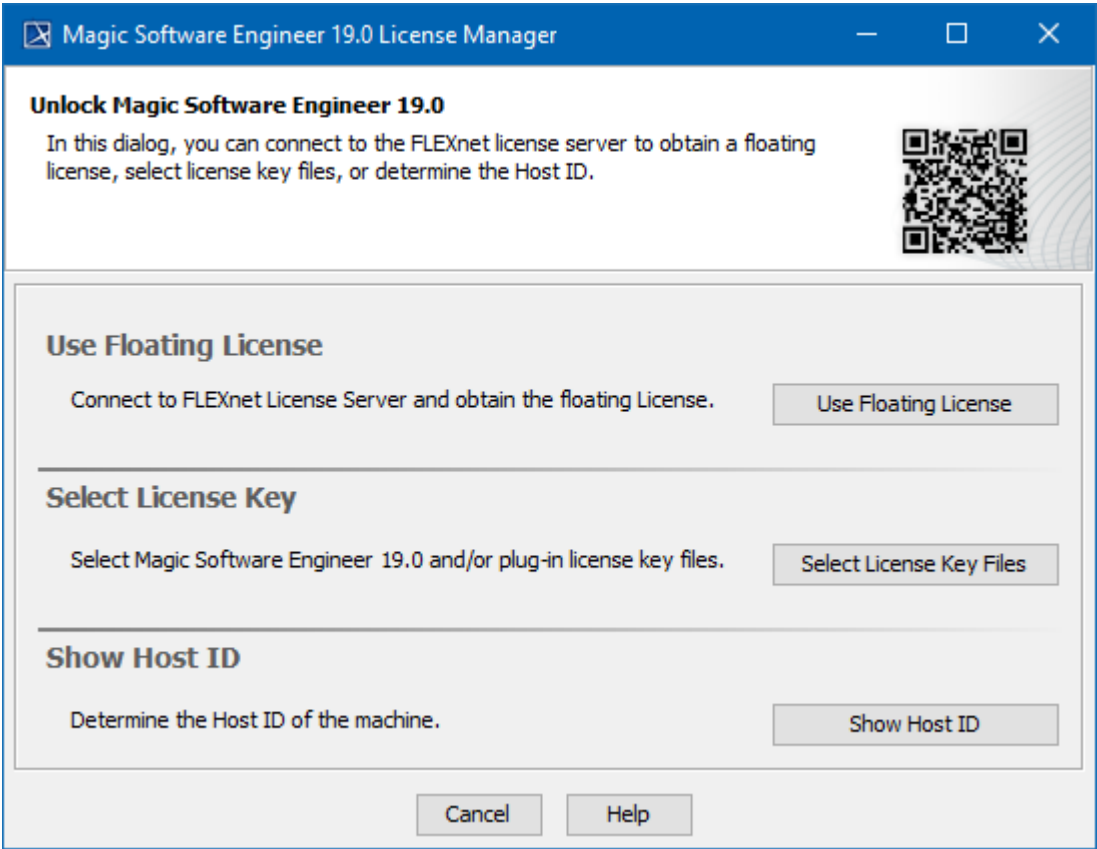 Magic Software Engineer 19.0 License Manager
Unlock Magic Software Engineer 19.0
In this dialog, you can connect to the FLEXnet license server to obtain a floating
license, select license key files, or determine the Host ID.
Use Floating License
Connect to FLEXnet License Server and obtain the floating License.
Use Floating License
Select License Key
Select Magic Software Engineer 19.0 and/or plug-in license key files.
Select License Key Files
Show Host ID
Determine the Host ID of the machine.
Show Host ID
Cancel
Help